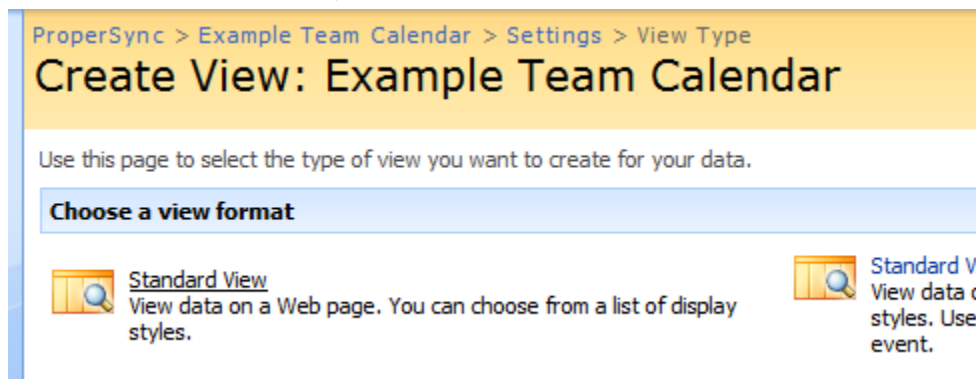 ProperSync > Example Team Calendar > Settings > View Type
Create View: Example Team Calendar
Use this page to select the type of view you want to create for your data.
Choose a view format
Standard View
View data on a Web page. You can choose from a list of display
styles.
Standard
View data
styles. Use
event.